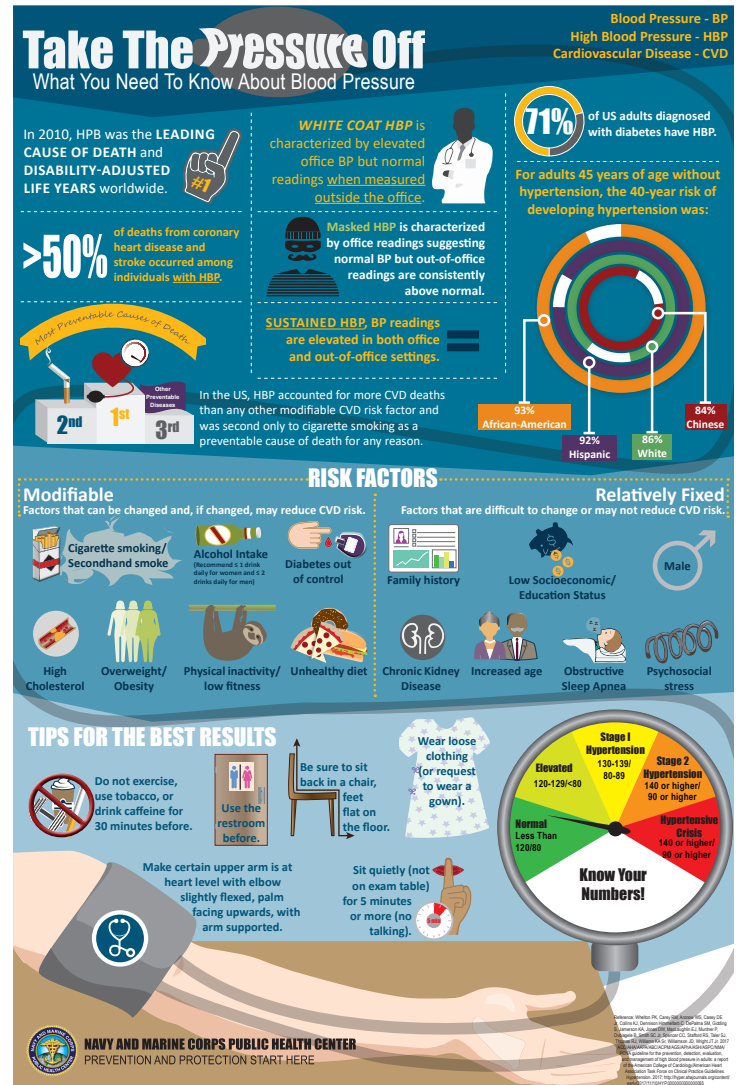 Take The Pressure Off
What You Need To Know About Blood Pressure
Blood Pressure - BP
High Blood Pressure - HBP
Cardiovascular Disease - CVD
In 2010, HPB was the LEADING
CAUSE OF DEATH and
DISABILITY-ADJUSTED
LIFE YEARS worldwide.
#1
>50%
of deaths from coronary
heart disease and
stroke occurred among
individuals with HBP.
WHITE COAT HBP is
characterized by elevated
office BP but normal
readings when measured
outside the office.
Masked HBP is characterized
by office readings suggesting
normal BP but out-of-office
readings are consistently
above normal.
SUSTAINED HBP, BP readings
are elevated in both office
and out-of-office settings.
71%
of US adults diagnosed
with diabetes have HBP.
For adults 45 years of age without
hypertension, the 40-year risk of
developing hypertension was:
93%
African-American
92%
Hispanic
86%
White
84%
Chinese
Most Preventable Causes of Death
2nd
1st
Other
Preventable
Diseases
3rd
In the US, HBP accounted for more CVD deaths
than any other modifiable CVD risk factor and
was second only to cigarette smoking as a
preventable cause of death for any reason.
RISK FACTORS
Modifiable
Factors that can be changed and, if changed, may reduce CVD risk.
Cigarette smoking/
Secondhand smoke
Alcohol Intake
(Recommend ≤ 1 drink
daily for women and ≤ 2
drinks daily for men)
Diabetes out
of control
High
Cholesterol
Overweight/
Obesity
Physical inactivity/
low fitness
Unhealthy diet
Relatively Fixed
Factors that are difficult to change or may not reduce CVD risk.
Family history
Low Socioeconomic/
Education Status
Male
Chronic Kidney
Disease
Increased age
Obstructive
Sleep Apnea
Psychosocial
stress
TIPS FOR THE BEST RESULTS
Do not exercise,
use tobacco, or
drink caffeine for
30 minutes before.
Use the
restroom
before.
Be sure to sit
back in a chair,
feet
flat on
the floor.
Wear loose
clothing
(or request
to wear a
gown).
Make certain upper arm is at
heart level with elbow
slightly flexed, palm
facing upwards, with
arm supported.
Sit quietly (not
on exam table)
for 5 minutes
or more (no
talking).
Normal
Less Than
120/80
Elevated
120-129/<80
Stage I
Hypertension
130-139/
80-89
Stage 2
Hypertension
140 or higher/
90 or higher
Hypertensive
Crisis
140 or higher/
90 or higher
Know Your
Numbers!
NAVY AND MARINE CORPS PUBLIC HEALTH CENTER
PREVENTION AND PROTECTION START HERE